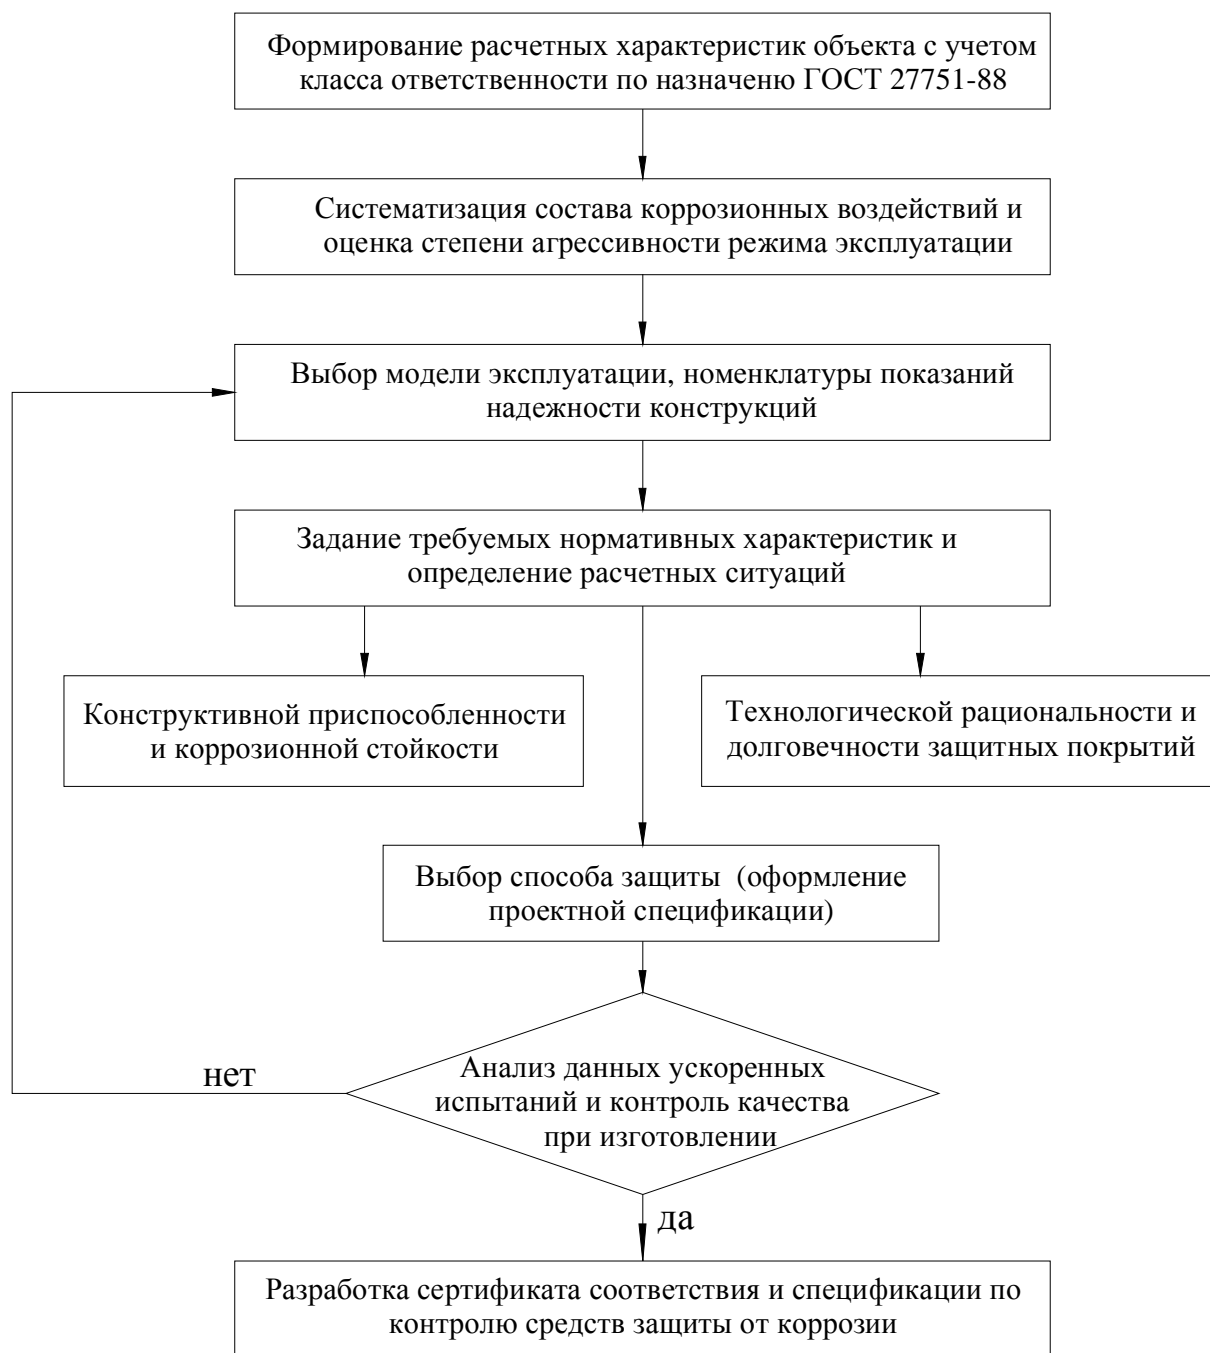 Формирование расчетных характеристик объекта с учетом
класса ответственности по назначеню ГОСТ 27751-88
Систематизация состава коррозионных воздействий и
оценка степени агрессивности режима эксплуатации
Выбор модели эксплуатации, номенклатуры показаний
надежности конструкций
Задание требуемых нормативных характеристик и
определение расчетных ситуаций
Конструктивной приспособленности
и коррозионной стойкости
Технологической рациональности и
долговечности защитных покрытий
Выбор способа защиты (оформление
проектной спецификации)
Анализ данных ускоренных
испытаний и контроль качества
при изготовлении
нет
да
Разработка сертификата соответствия и спецификации по
контролю средств защиты от коррозии